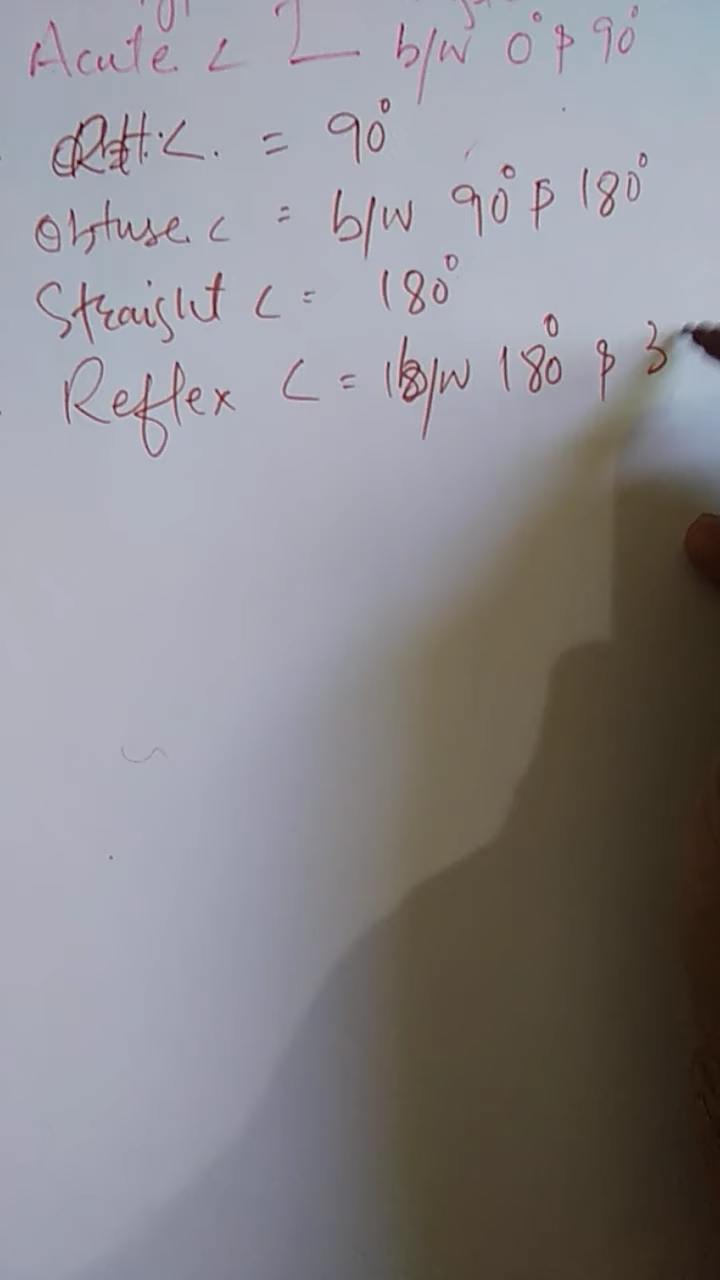 Acute < b/w 0° & 90°
Rt. <. = 90°
Obtuse < = b/w 90° & 180°
Straight < = 180°
Reflex < = b/w 180° & 3